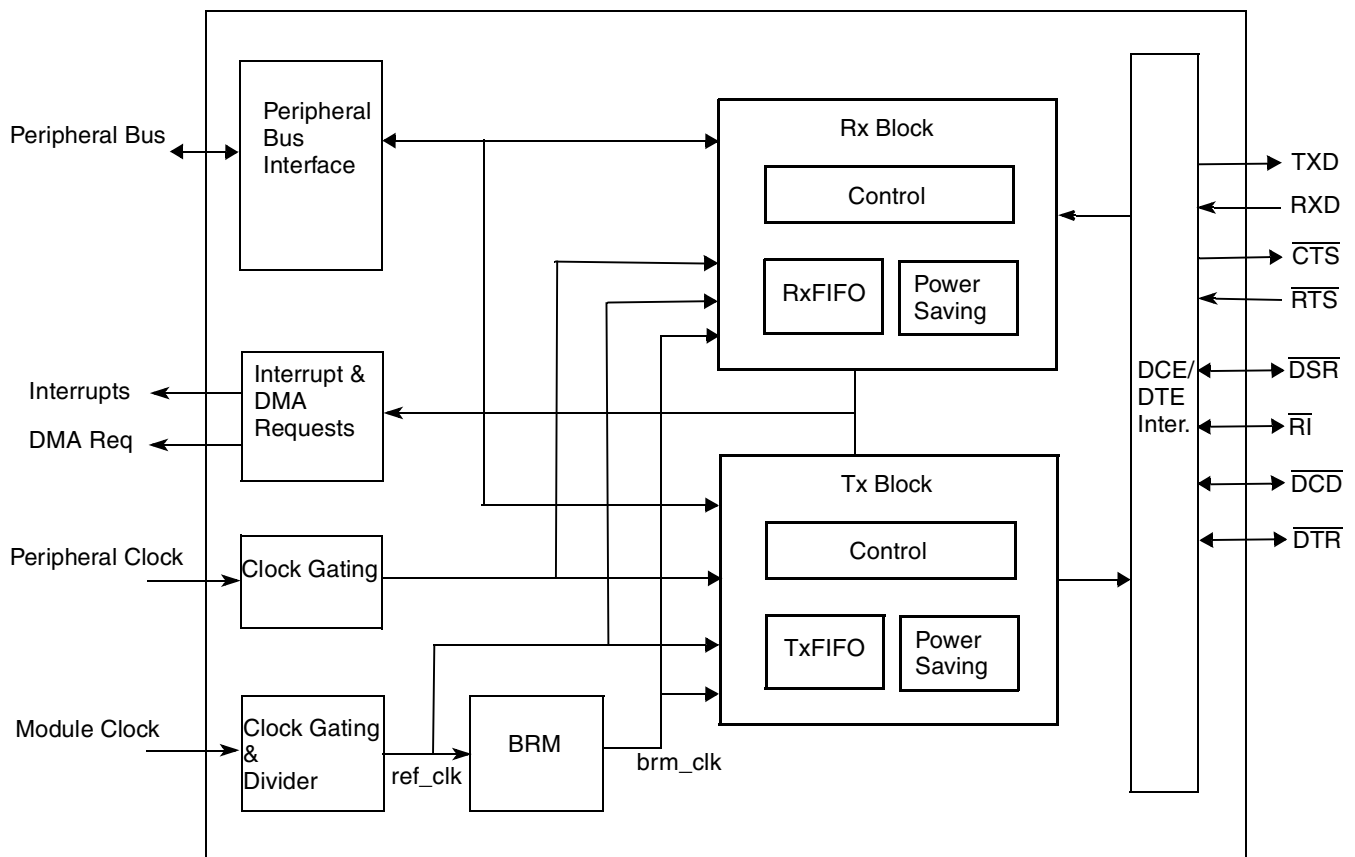 Peripheral Bus
Peripheral
Bus
Interface
Rx Block
Control
RxFIFO
Power
Saving
Interrupts
DMA Req
Interrupt &
DMA
Requests
Tx Block
Control
TxFIFO
Power
Saving
Peripheral Clock
Clock Gating
Module Clock
Clock Gating
&
Divider
ref_clk
BRM
brm_clk
DCE/
DTE
Inter.
TXD
RXD
CTS
RTS
DSR
RI
DCD
DTR